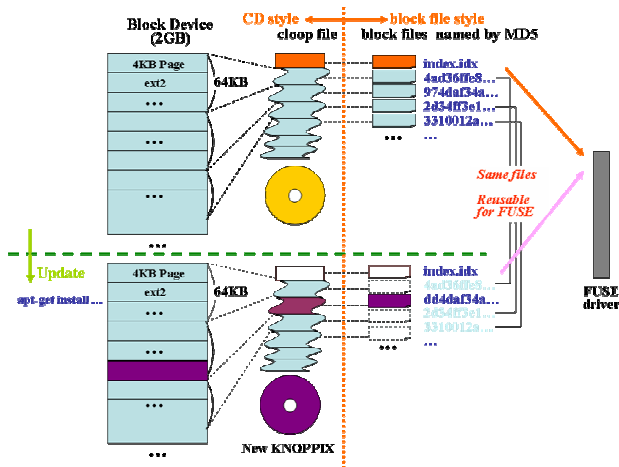 Block Device
(2GB)
CD style
block file style
cloop file
block files named by MD5
4KB Page
ext2
...
...
...
64KB
index.idx
4ad36ffe8...
974daf34a...
2d34ff3e1...
3310012a...
...
...
Same files
Reusable
for FUSE
Update
apt-get install ...
4KB Page
ext2
...
...
...
...
64KB
index.idx
4ad36ffe8...
dd4daf34a...
2d34ff3e1...
3310012a...
...
...
FUSE
driver
New KNOPPIX